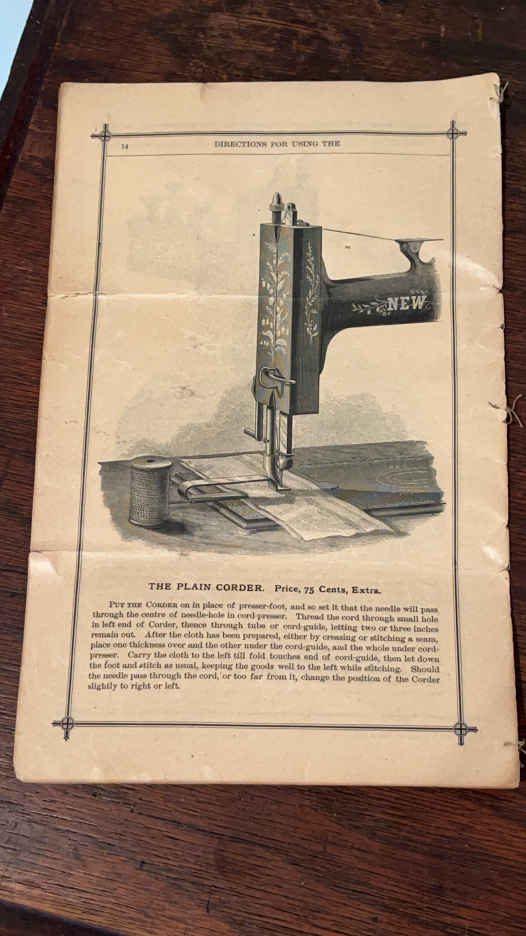 14
DIRECTIONS FOR USING THE
NEW
THE PLAIN CORDER. Price, 75 Cents, Extra.
PUT THE CORDER on in place of presser-foot, and so set it that the needle will pass
through the centre of needle-hole in cord-presser. Thread the cord through small hole
in left end of Corder, thence through tube or cord-guide, letting two or three inches
remain out. After the cloth has been prepared, either by creasing or stitching a seam,
place one thickness over and the other under the cord-guide, and the whole under cord-
presser. Carry the cloth to the left till fold touches end of cord-guide, then let down
the foot and stitch as usual, keeping the goods well to the left while stitching. Should
the needle pass through the cord, or too far from it, change the position of the Corder
slightly to right or left.